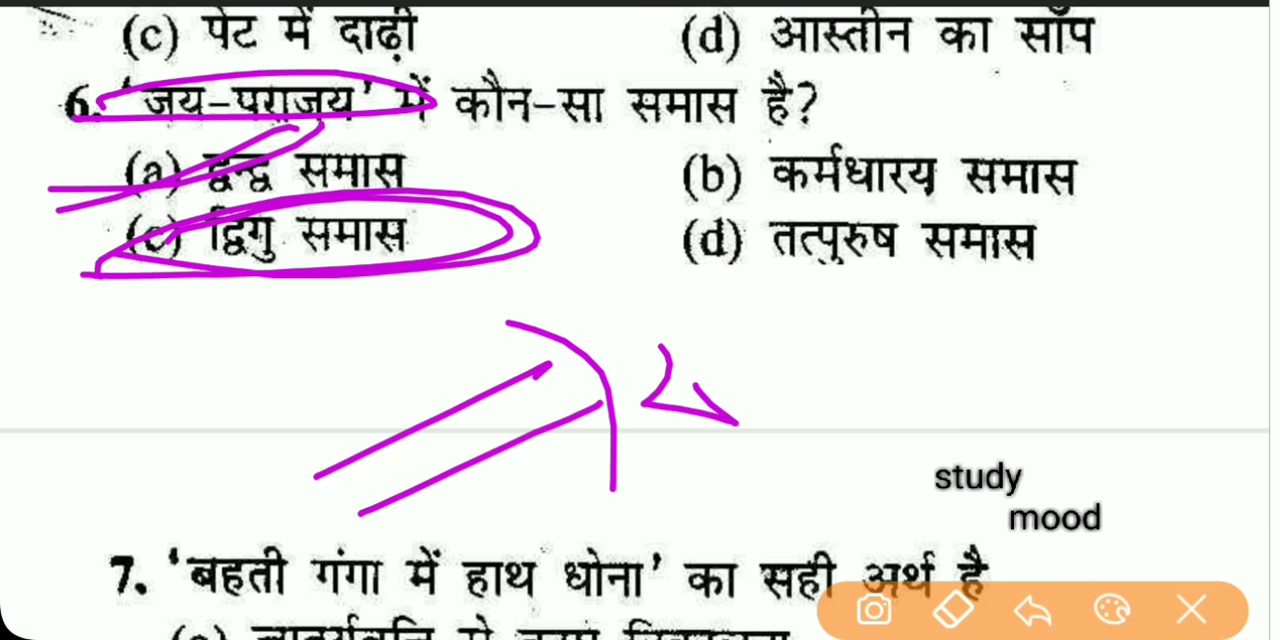 (c) पेट में दाढ़ी (d) आस्तीन का साँप
6. 'जय-पराजय' में कौन-सा समास है?
(a) द्वन्द्व समास (b) कर्मधारय समास
(c) द्विगु समास (d) तत्पुरुष समास
study
mood
7. 'बहती गंगा में हाथ धोना' का सही अर्थ है